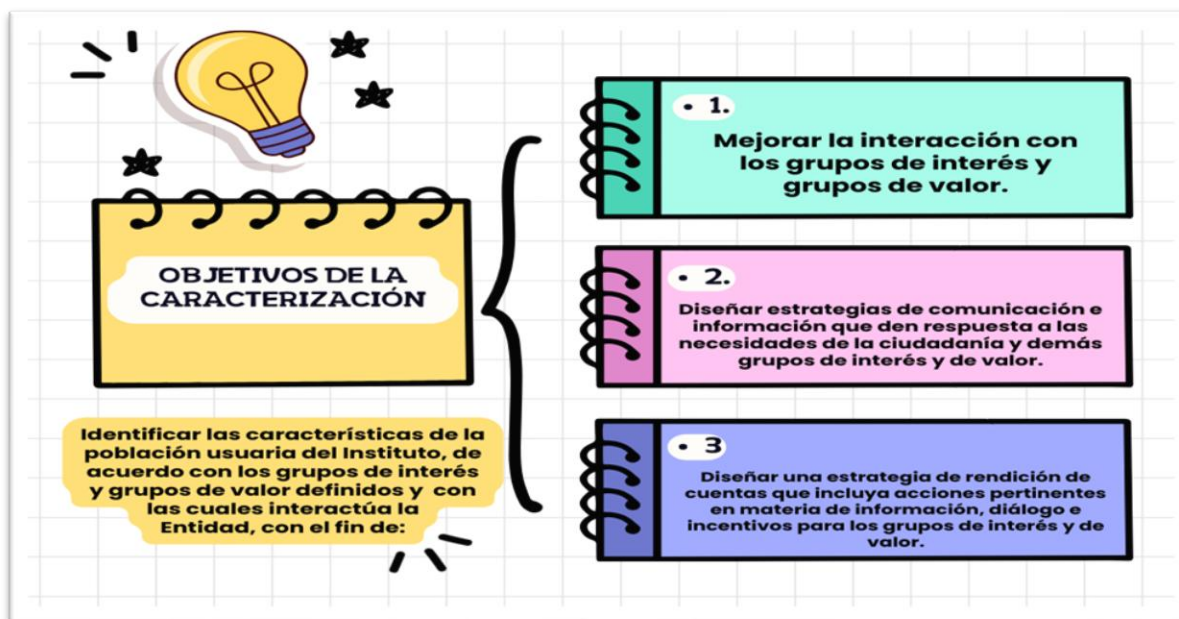 OBJETIVOS DE LA
CARACTERIZACIÓN
Identificar las características de la
población usuaria del Instituto, de
acuerdo con los grupos de interés
y grupos de valor definidos y con
las cuales interactúa la
Entidad, con el fin de:
• 1.
Mejorar la interacción con
los grupos de interés y
grupos de valor.
• 2.
Diseñar estrategias de comunicación e
información que den respuesta a las
necesidades de la ciudadanía y demás
grupos de interés y de valor.
• 3
Diseñar una estrategia de rendición de
cuentas que incluya acciones pertinentes
en materia de información, diálogo e
incentivos para los grupos de interés y de
valor.